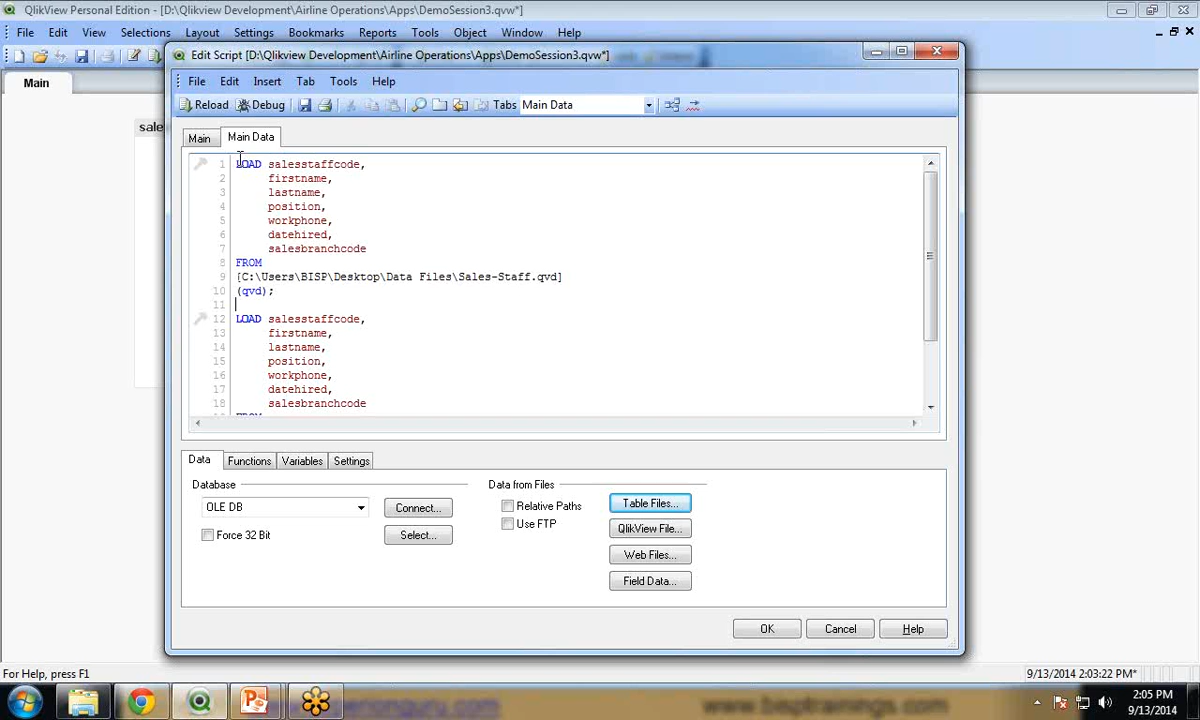 QlikView Personal Edition - [D:\Qlikview Development\Airline Operations\Apps\DemoSession3.qvw*]
File Edit View Selections Layout Settings Bookmarks Reports Tools Object Window Help
Main
sales
Edit Script [D:\Qlikview Development\Airline Operations\Apps\DemoSession3.qvw*]
File Edit Insert Tab Tools Help
Reload Debug Tabs Main Data
Main Main Data
1 LOAD salesstaffcode,
2 firstname,
3 lastname,
4 position,
5 workphone,
6 datehired,
7 salesbranchcode
8 FROM
9 [C:\Users\BISP\Desktop\Data Files\Sales-Staff.qvd]
10 (qvd);
11
12 LOAD salesstaffcode,
13 firstname,
14 lastname,
15 position,
16 workphone,
17 datehired,
18 salesbranchcode
FROM
Data Functions Variables Settings
Database
OLE DB
Connect...
Force 32 Bit
Select...
Data from Files
Relative Paths
Use FTP
Table Files...
QlikView File...
Web Files...
Field Data...
OK Cancel Help
For Help, press F1
9/13/2014 2:03:22 PM*
www.bisptrainings.com
2:05 PM
9/13/2014